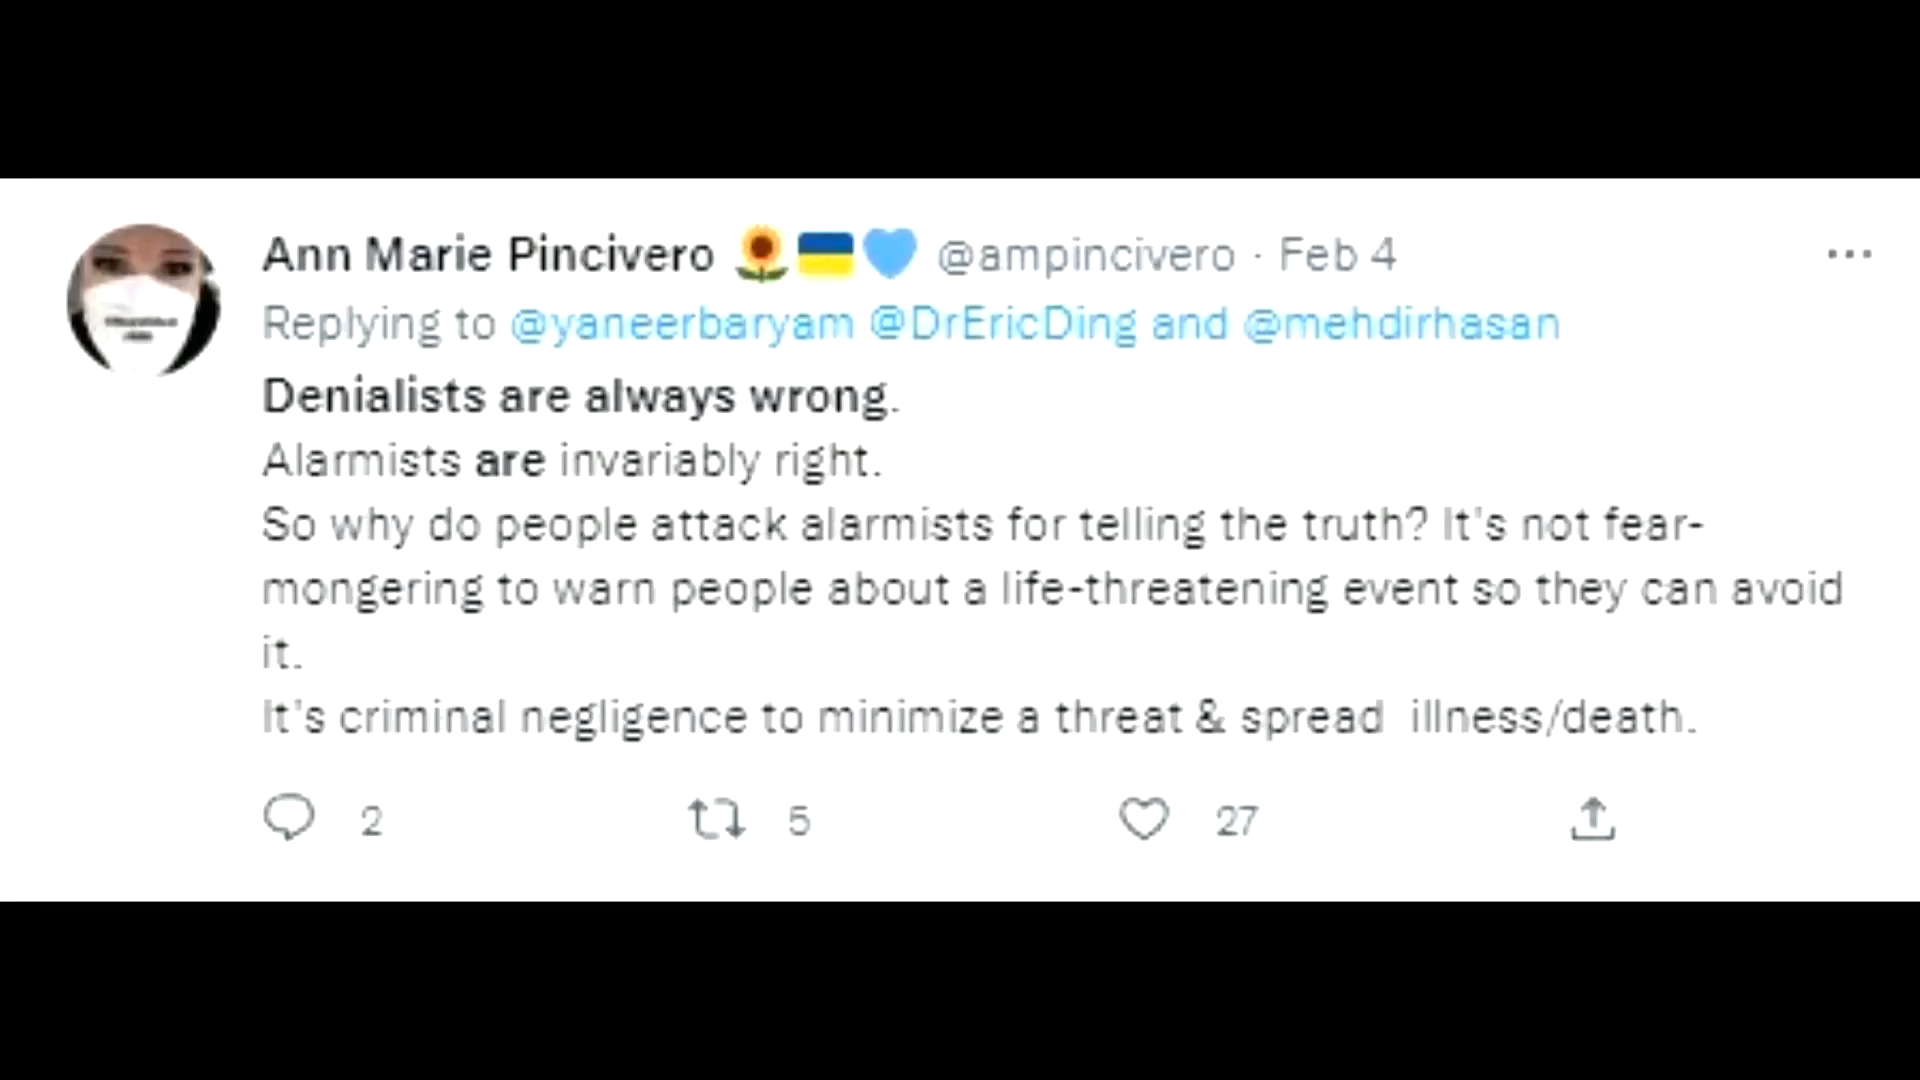 Ann Marie Pincivero 🌻🇺🇦💙 @ampincivero · Feb 4
Replying to @yaneerbaryam @DrEricDing and @mehdirhasan
Denialists are always wrong.
Alarmists are invariably right.
So why do people attack alarmists for telling the truth? It's not fear-
mongering to warn people about a life-threatening event so they can avoid
it.
It's criminal negligence to minimize a threat & spread illness/death.
2 5 27